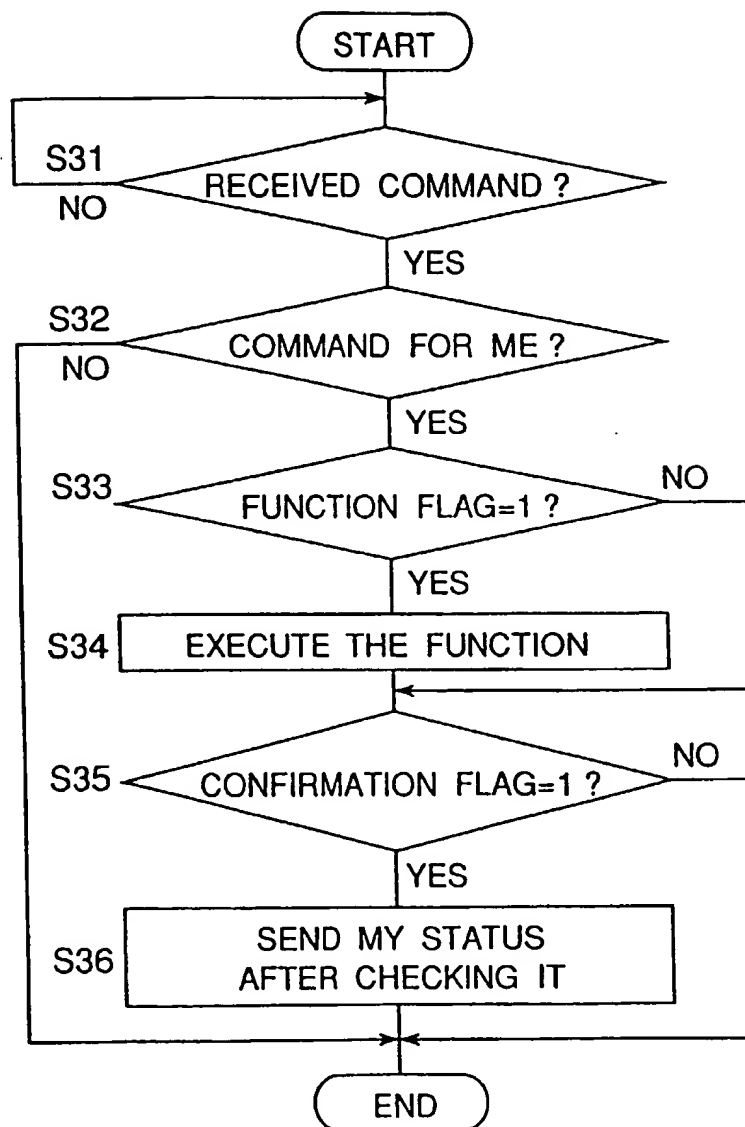 START
S31
RECEIVED COMMAND ?
NO
YES
S32
COMMAND FOR ME ?
NO
YES
S33
FUNCTION FLAG=1 ?
NO
YES
S34
EXECUTE THE FUNCTION
S35
CONFIRMATION FLAG=1 ?
NO
YES
S36
SEND MY STATUS
AFTER CHECKING IT
END